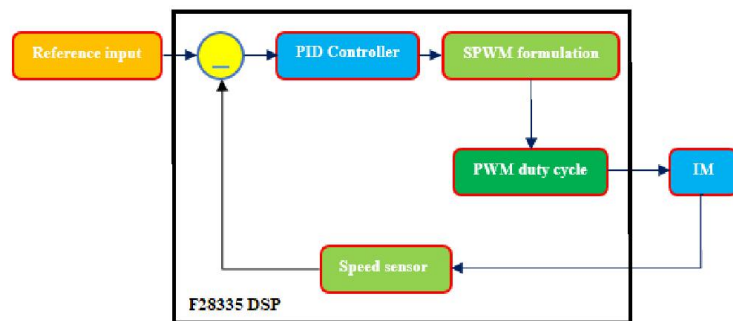 Reference input
PID Controller
SPWM formulation
PWM duty cycle
IM
Speed sensor
F28335 DSP